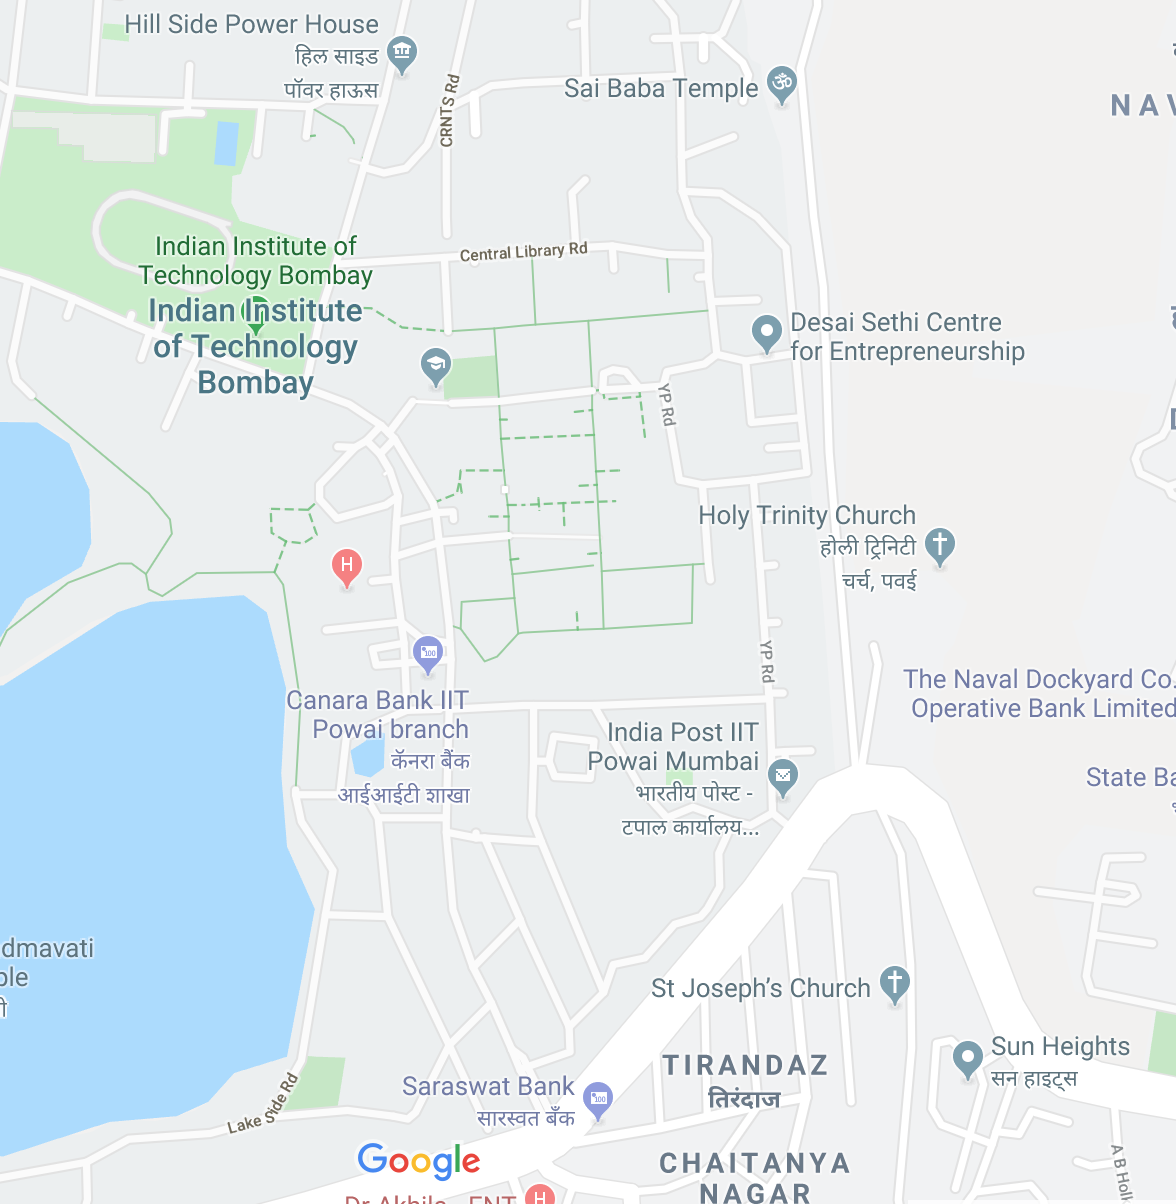 Hill Side Power House
हिल साइड
पॉवर हाऊस
CRNTS Rd
Sai Baba Temple
NAV
Central Library Rd
Indian Institute of
Technology Bombay
Indian Institute
of Technology
Bombay
Desai Sethi Centre
for Entrepreneurship
YP Rd
Holy Trinity Church
होली ट्रिनिटी
चर्च, पवई
H
YP Rd
The Naval Dockyard Co.
Operative Bank Limited
Canara Bank IIT
Powai branch
कॅनरा बैंक
आईआईटी शाखा
India Post IIT
Powai Mumbai
भारतीय पोस्ट -
टपाल कार्यालय...
State Ba
dmavati
ple
St Joseph's Church
Sun Heights
सन हाइट्स
TIRANDAZ
तिरंदाज
Saraswat Bank
सारस्वत बँक
Lake Side Rd
Google
CHAITANYA
NAGAR
A B Holk
Dr Akhila - ENT
H